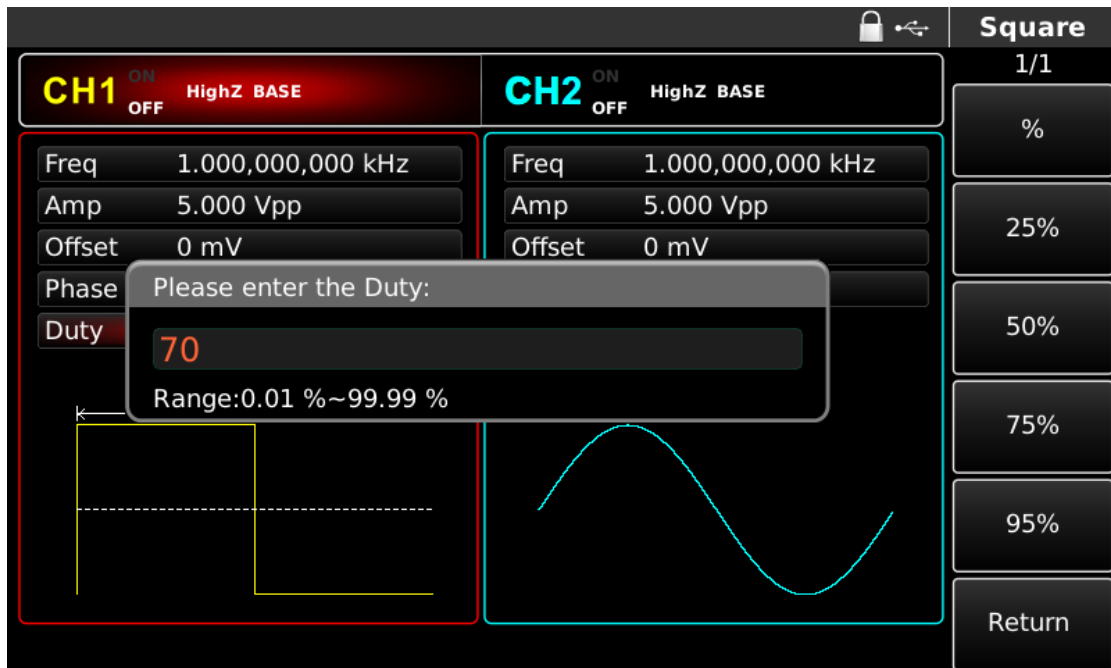 Square
1/1
CH1 ON OFF HighZ BASE
CH2 ON OFF HighZ BASE
Freq 1.000,000,000 kHz
Amp 5.000 Vpp
Offset 0 mV
Phase
Duty
Freq 1.000,000,000 kHz
Amp 5.000 Vpp
Offset 0 mV
Please enter the Duty:
70
Range:0.01 %~99.99 %
%
25%
50%
75%
95%
Return